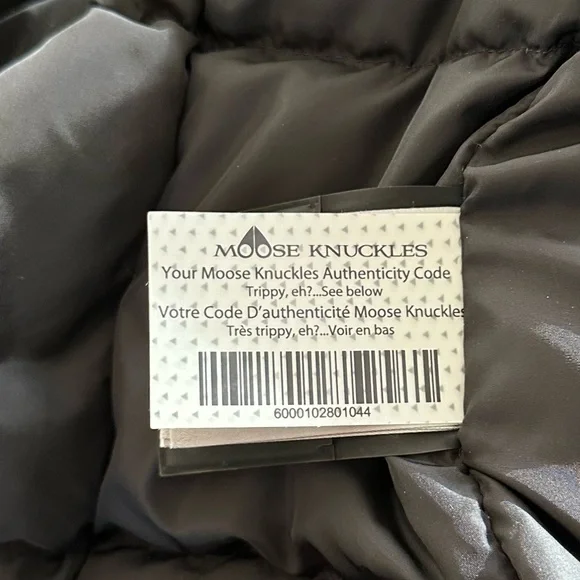 MOOSE KNUCKLES
Your Moose Knuckles Authenticity Code
Trippy, eh?...See below
Votre Code D'authenticité Moose Knuckles
Très trippy, eh?...Voir en bas
6000102801044